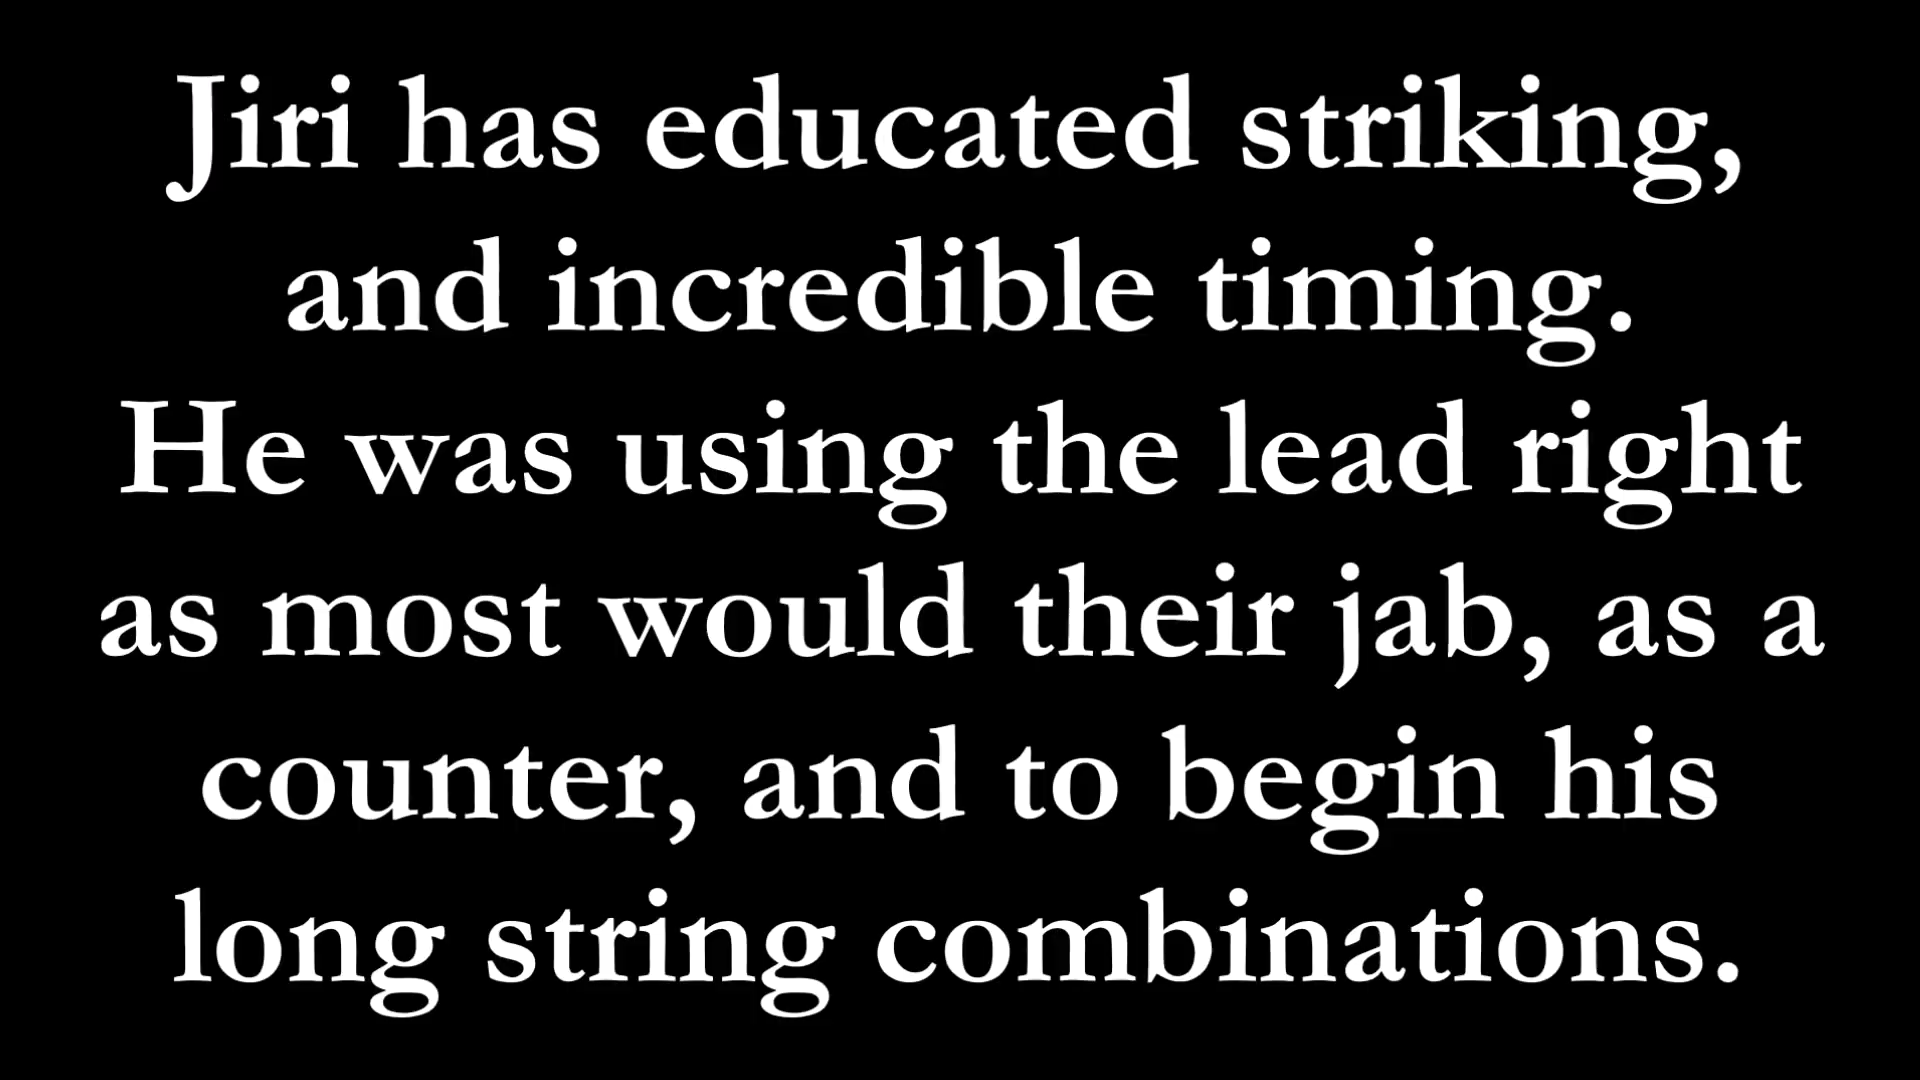 Jiri has educated striking,
and incredible timing.
He was using the lead right
as most would their jab, as a
counter, and to begin his
long string combinations.